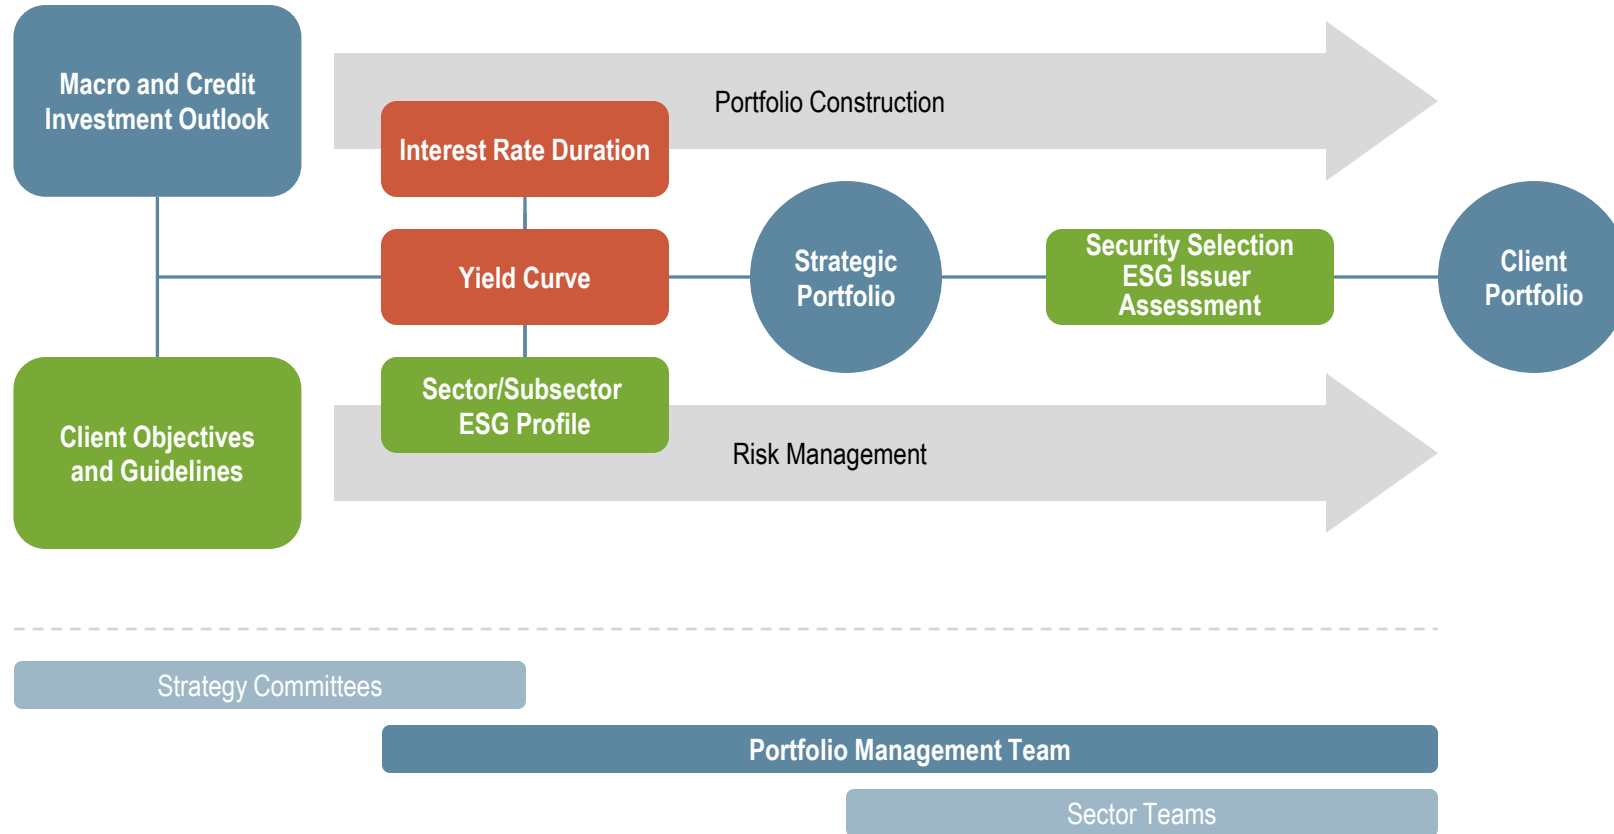 Macro and Credit
Investment Outlook
Portfolio Construction
Interest Rate Duration
Yield Curve
Strategic
Portfolio
Security Selection
ESG Issuer
Assessment
Client
Portfolio
Client Objectives
and Guidelines
Sector/Subsector
ESG Profile
Risk Management
Strategy Committees
Portfolio Management Team
Sector Teams